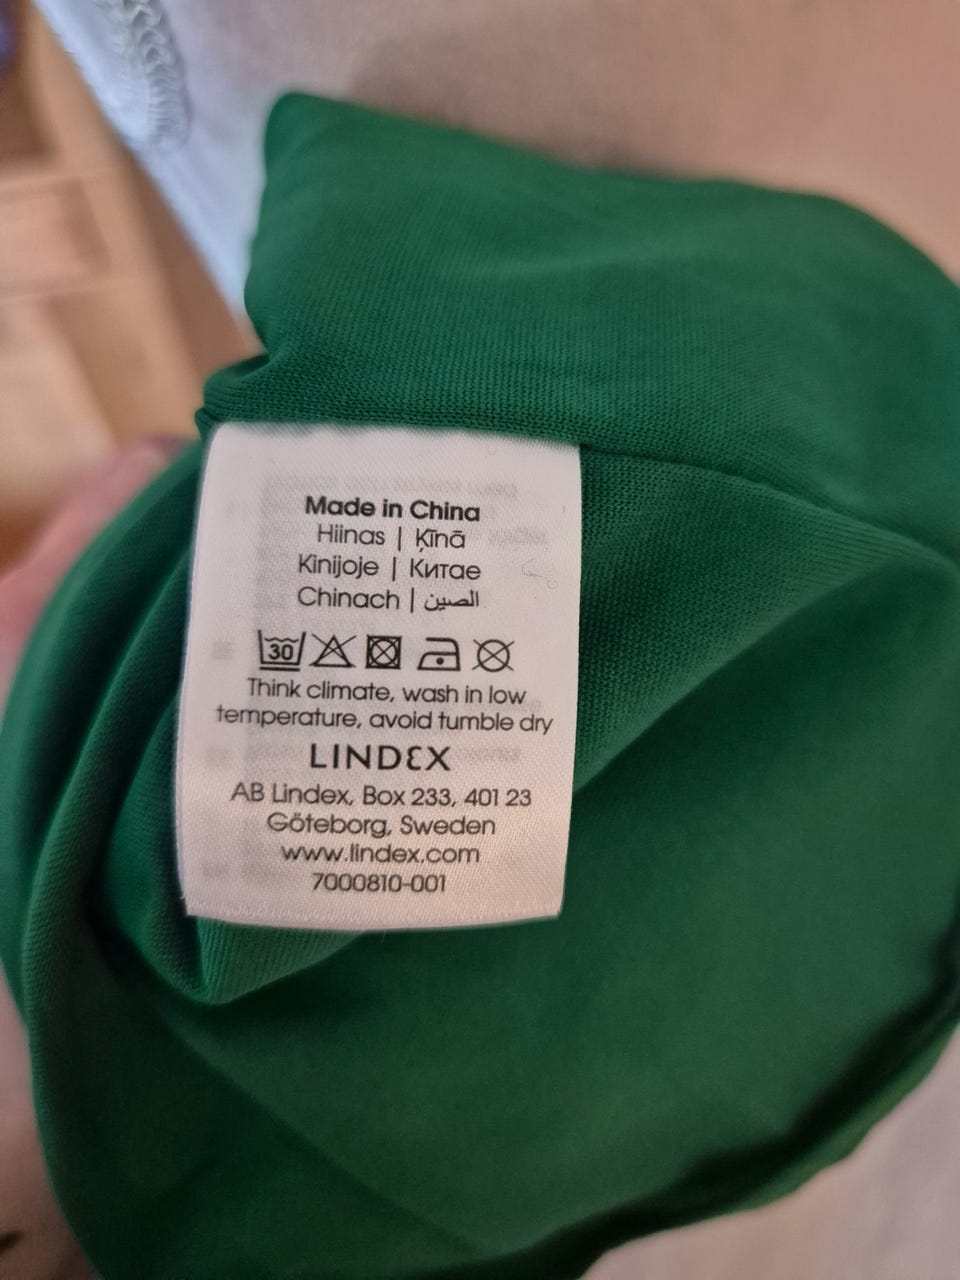 Made in China
Hiinas | Ķīnā
Kinijoje | Китае
Chinach | الصين
30
Think climate, wash in low
temperature, avoid tumble dry
LINDEX
AB Lindex, Box 233, 401 23
Göteborg, Sweden
www.lindex.com
7000810-001